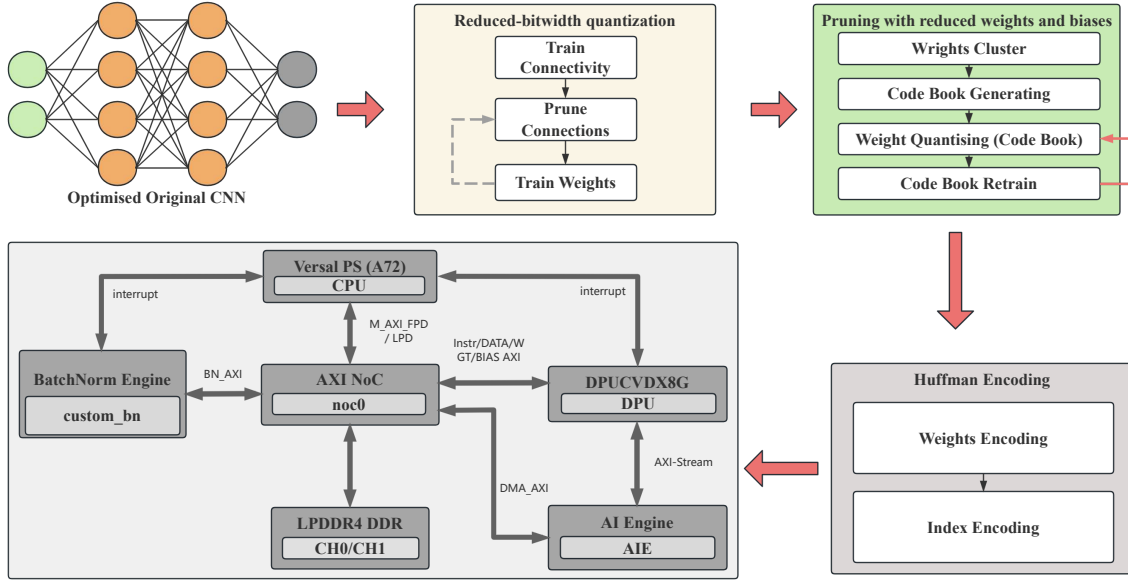 Optimised Original CNN
Reduced-bitwidth quantization
Train
Connectivity
Prune
Connections
Train Weights
Pruning with reduced weights and biases
Wrights Cluster
Code Book Generating
Weight Quantising (Code Book)
Code Book Retrain
Versal PS (A72)
CPU
interrupt
interrupt
M_AXI_FPD
/ LPD
Instr/DATA/W
GT/BIAS AXI
BatchNorm Engine
custom_bn
BN_AXI
AXI NoC
noc0
DPUCVDX8G
DPU
AXI-Stream
DMA_AXI
LPDDR4 DDR
CH0/CH1
AI Engine
AIE
Huffman Encoding
Weights Encoding
Index Encoding